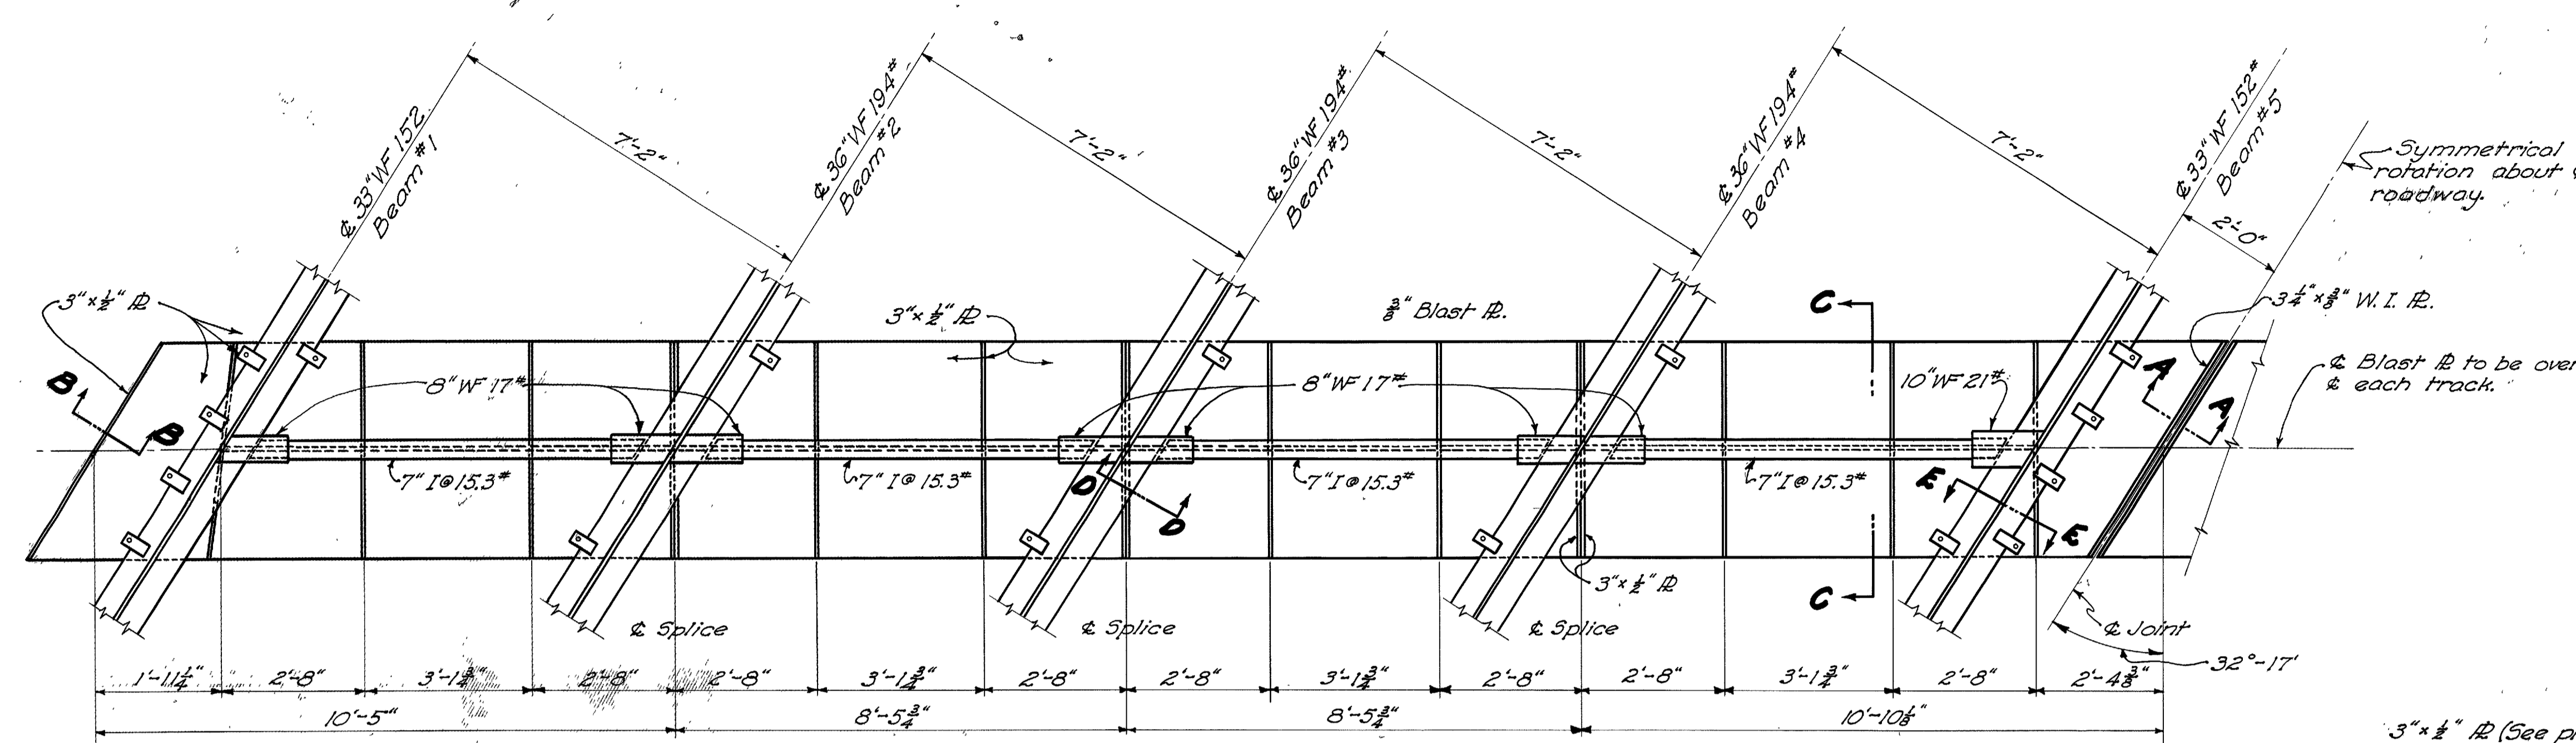 ℄ 33"WF 152
Beam #1
7'-2"
℄ 36"WF 194#
Beam #2
7'-2"
℄ 36"WF 194#
Beam #3
7'-2"
℄ 36"WF 194#
Beam #4
7'-2"
℄ 33"WF 152#
Beam #5
2'-0"
Symmetrical
rotation about
roadway.
3"x½" ℞
3"x½" ℞
⅜" Blast ℞.
C
3¼"x⅜" W.I. ℞.
B
B
8"WF 17#
8"WF 17#
10"WF 21#
A
A
℄ Blast ℞ to be over
℄ each track.
7"I@15.3#
7"I@15.3#
7"I@15.3#
7"I@15.3#
D
D
E
E
3"x½" ℞
C
℄ Splice
℄ Splice
℄ Splice
℄ Joint
32°-17'
1'-11¼"
2'-8"
3'-1¾"
2'-8"
2'-8"
3'-1¾"
2'-8"
2'-8"
3'-1¾"
2'-8"
2'-8"
3'-1¾"
2'-8"
2'-4⅜"
10'-5"
8'-5¾"
8'-5¾"
10'-10⅛"
3"x½" ℞ (See